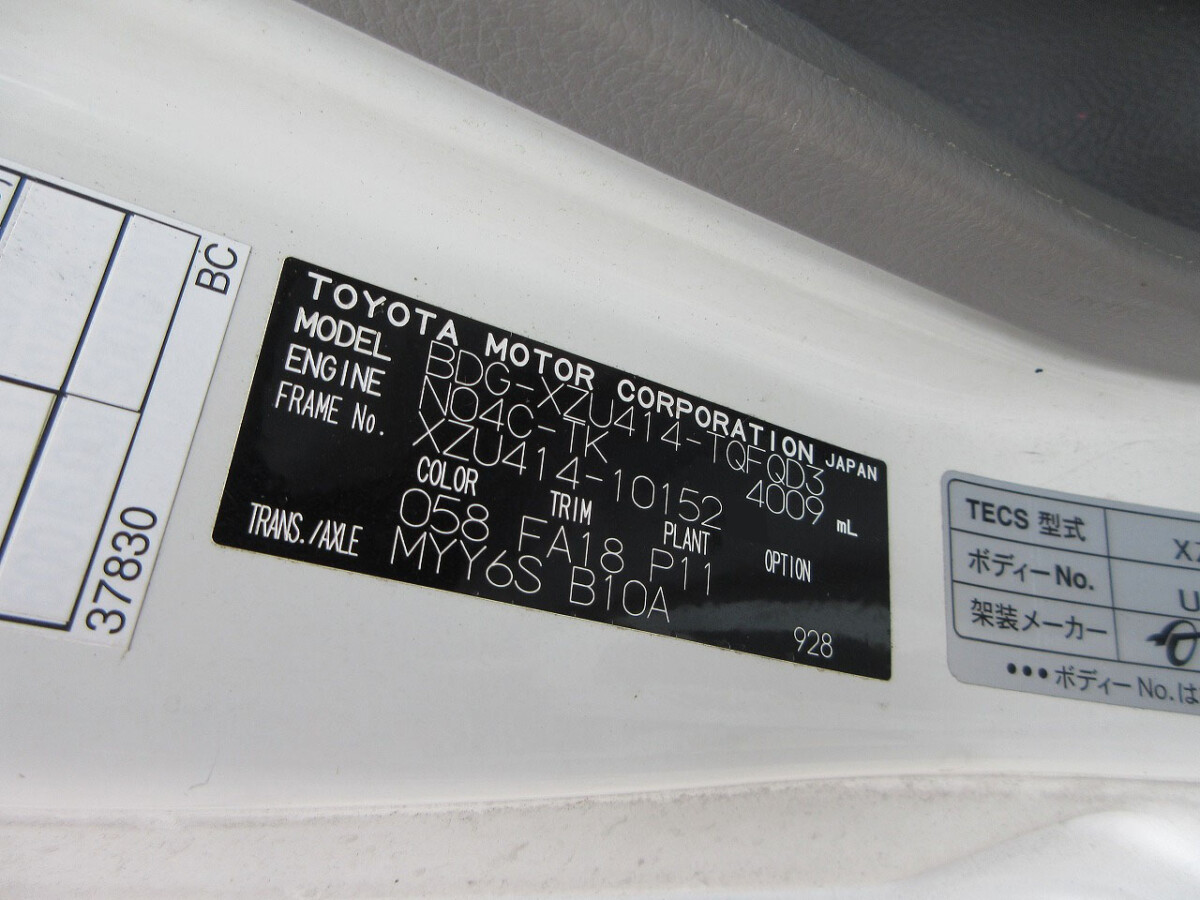 BC
37830
TOYOTA MOTOR CORPORATION JAPAN
MODEL BDG-XZU414-TQFQD3
ENGINE N04C-TK 4009 mL
FRAME No. XZU414-10152
COLOR TRIM PLANT OPTION
058 FA18 P11
TRANS./AXLE MYY6S B10A
928
TECS 型式
ボディーNo.
架装メーカー
•••ボディーNo.は